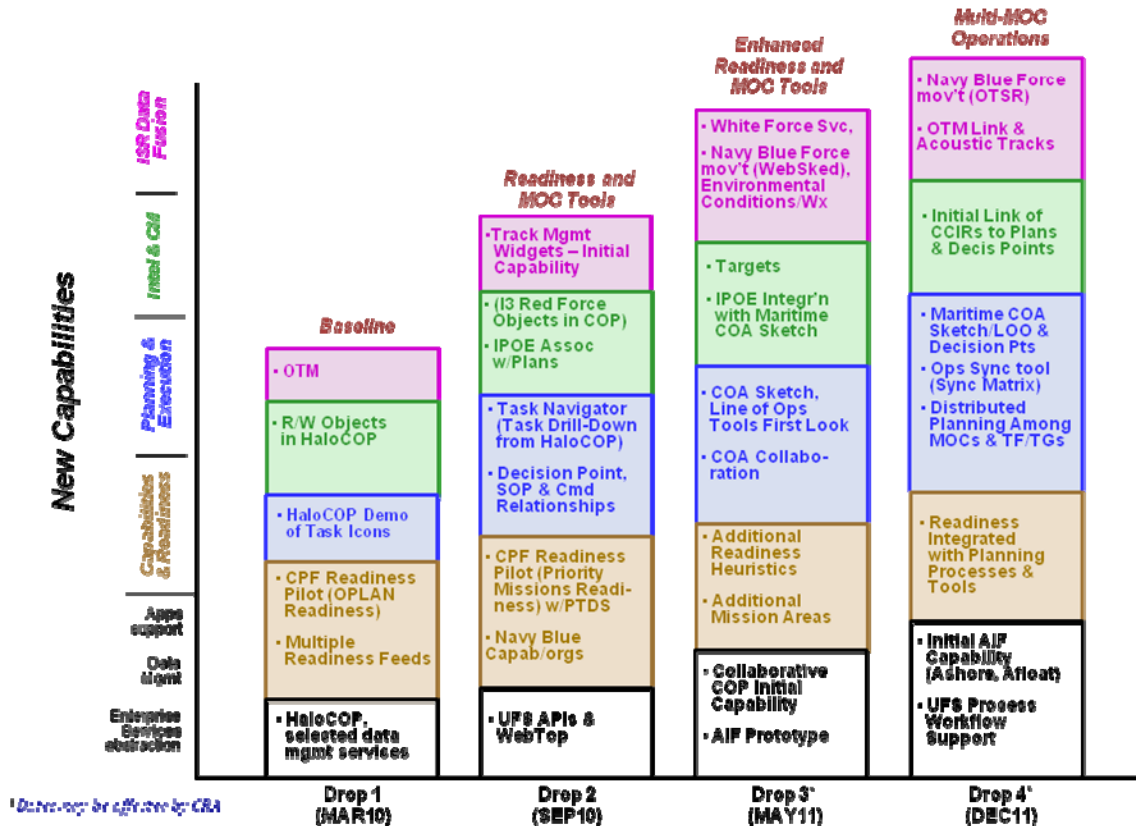 New Capabilities
ISR Data
Fusion
Intel & CM
Planning &
Execution
Capabilities
& Readiness
Apps
support
Data
Mgmt
Enterprise
Services
abstraction
Baseline
• OTM
• R/W Objects
in HaloCOP
• HaloCOP Demo
of Task Icons
• CPF Readiness
Pilot (OPLAN
Readiness)
• Multiple
Readiness Feeds
• HaloCOP,
selected data
mgmt services
Drop 1
(MAR10)
Readiness and
MOC Tools
•Track Mgmt
Widgets – Initial
Capability
• (I3 Red Force
Objects in COP)
• IPOE Assoc
w/Plans
• Task Navigator
(Task Drill-Down
from HaloCOP)
• Decision Point,
SOP & Cmd
Relationships
• CPF Readiness
Pilot (Priority
Missions Readi-
ness) w/PTDS
• Navy Blue
Capab/orgs
• UFS APIs &
WebTop
Drop 2
(SEP10)
Enhanced
Readiness and
MOC Tools
• White Force Svc,
• Navy Blue Force
mov't (WebSked),
Environmental
Conditions/Wx
• Targets
• IPOE Integr'n
with Maritime
COA Sketch
• COA Sketch,
Line of Ops
Tools First Look
• COA Collabo-
ration
• Additional
Readiness
Heuristics
• Additional
Mission Areas
• Collaborative
COP Initial
Capability
• AIF Prototype
Drop 3*
(MAY11)
Multi-MOC
Operations
• Navy Blue Force
mov't (OTSR)
• OTM Link &
Acoustic Tracks
• Initial Link of
CCIRs to Plans
& Decis Points
• Maritime COA
Sketch/LOO &
Decision Pts
• Ops Sync tool
(Sync Matrix)
• Distributed
Planning Among
MOCs & TF/TGs
• Readiness
Integrated
with Planning
Processes &
Tools
• Initial AIF
Capability
(Ashore, Afloat)
• UFS Process
Workflow
Support
Drop 4*
(DEC11)
*Dates may be affected by CRA